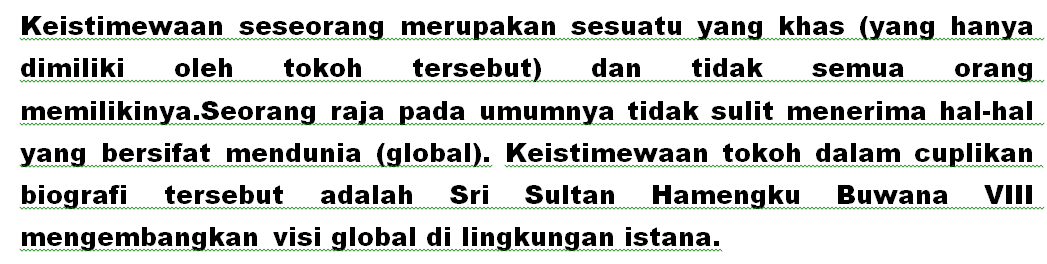 Keistimewaan seseorang merupakan sesuatu yang khas (yang hanya
dimiliki oleh tokoh tersebut) dan tidak semua orang
memilikinya.Seorang raja pada umumnya tidak sulit menerima hal-hal
yang bersifat mendunia (global). Keistimewaan tokoh dalam cuplikan
biografi tersebut adalah Sri Sultan Hamengku Buwana VIII
mengembangkan visi global di lingkungan istana.